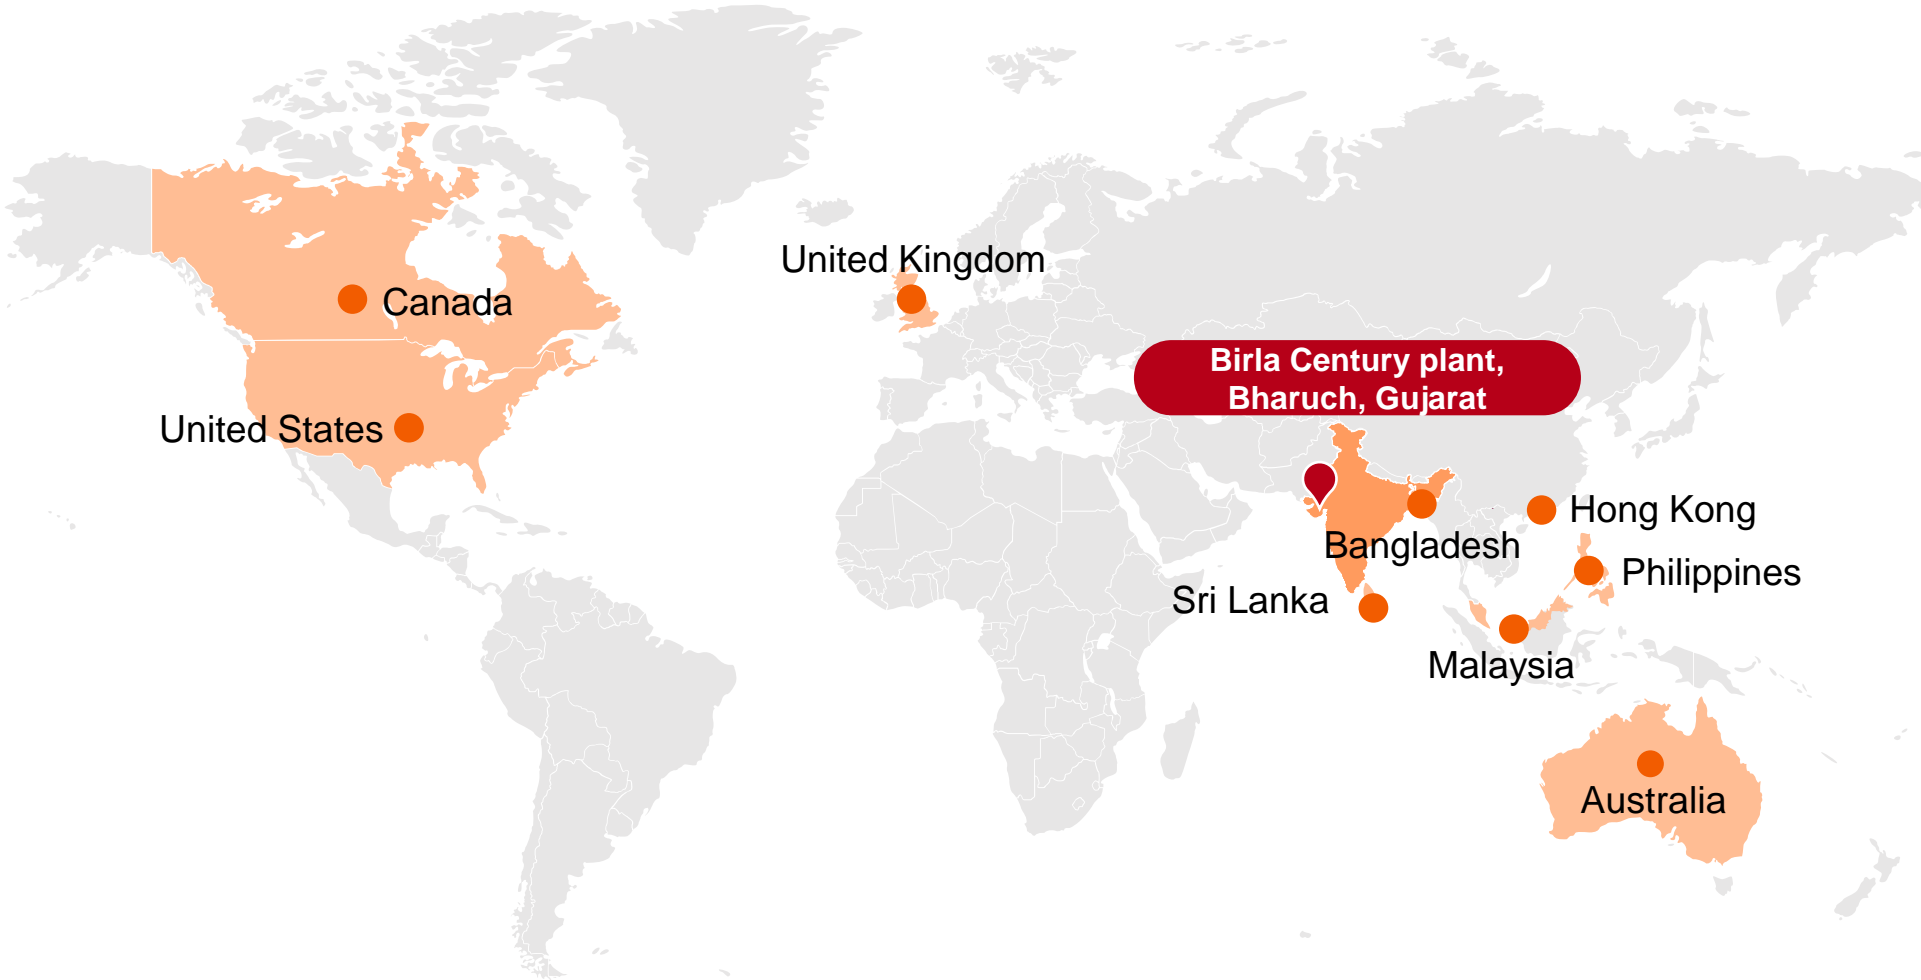 United Kingdom
Canada
Birla Century plant,
Bharuch, Gujarat
United States
Hong Kong
Bangladesh
Philippines
Sri Lanka
Malaysia
Australia